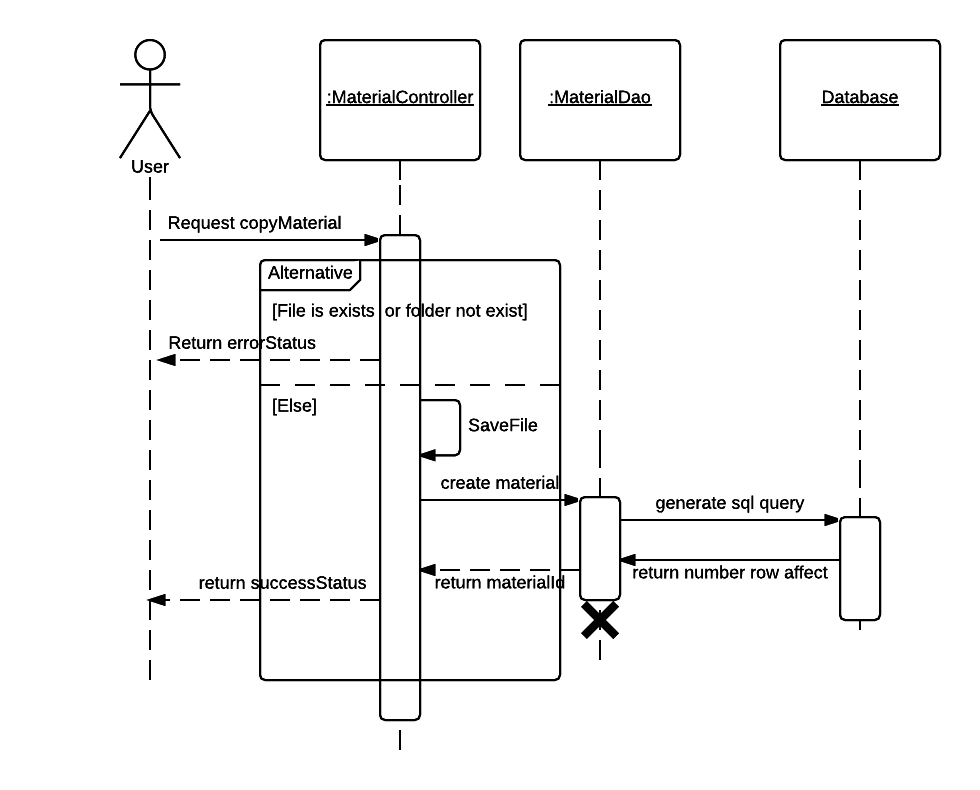 :MaterialController
:MaterialDao
Database
User
Request copyMaterial
Alternative
[File is exists  or folder not exist]
Return errorStatus
[Else]
SaveFile
create material
generate sql query
return number row affect
return materialId
return successStatus